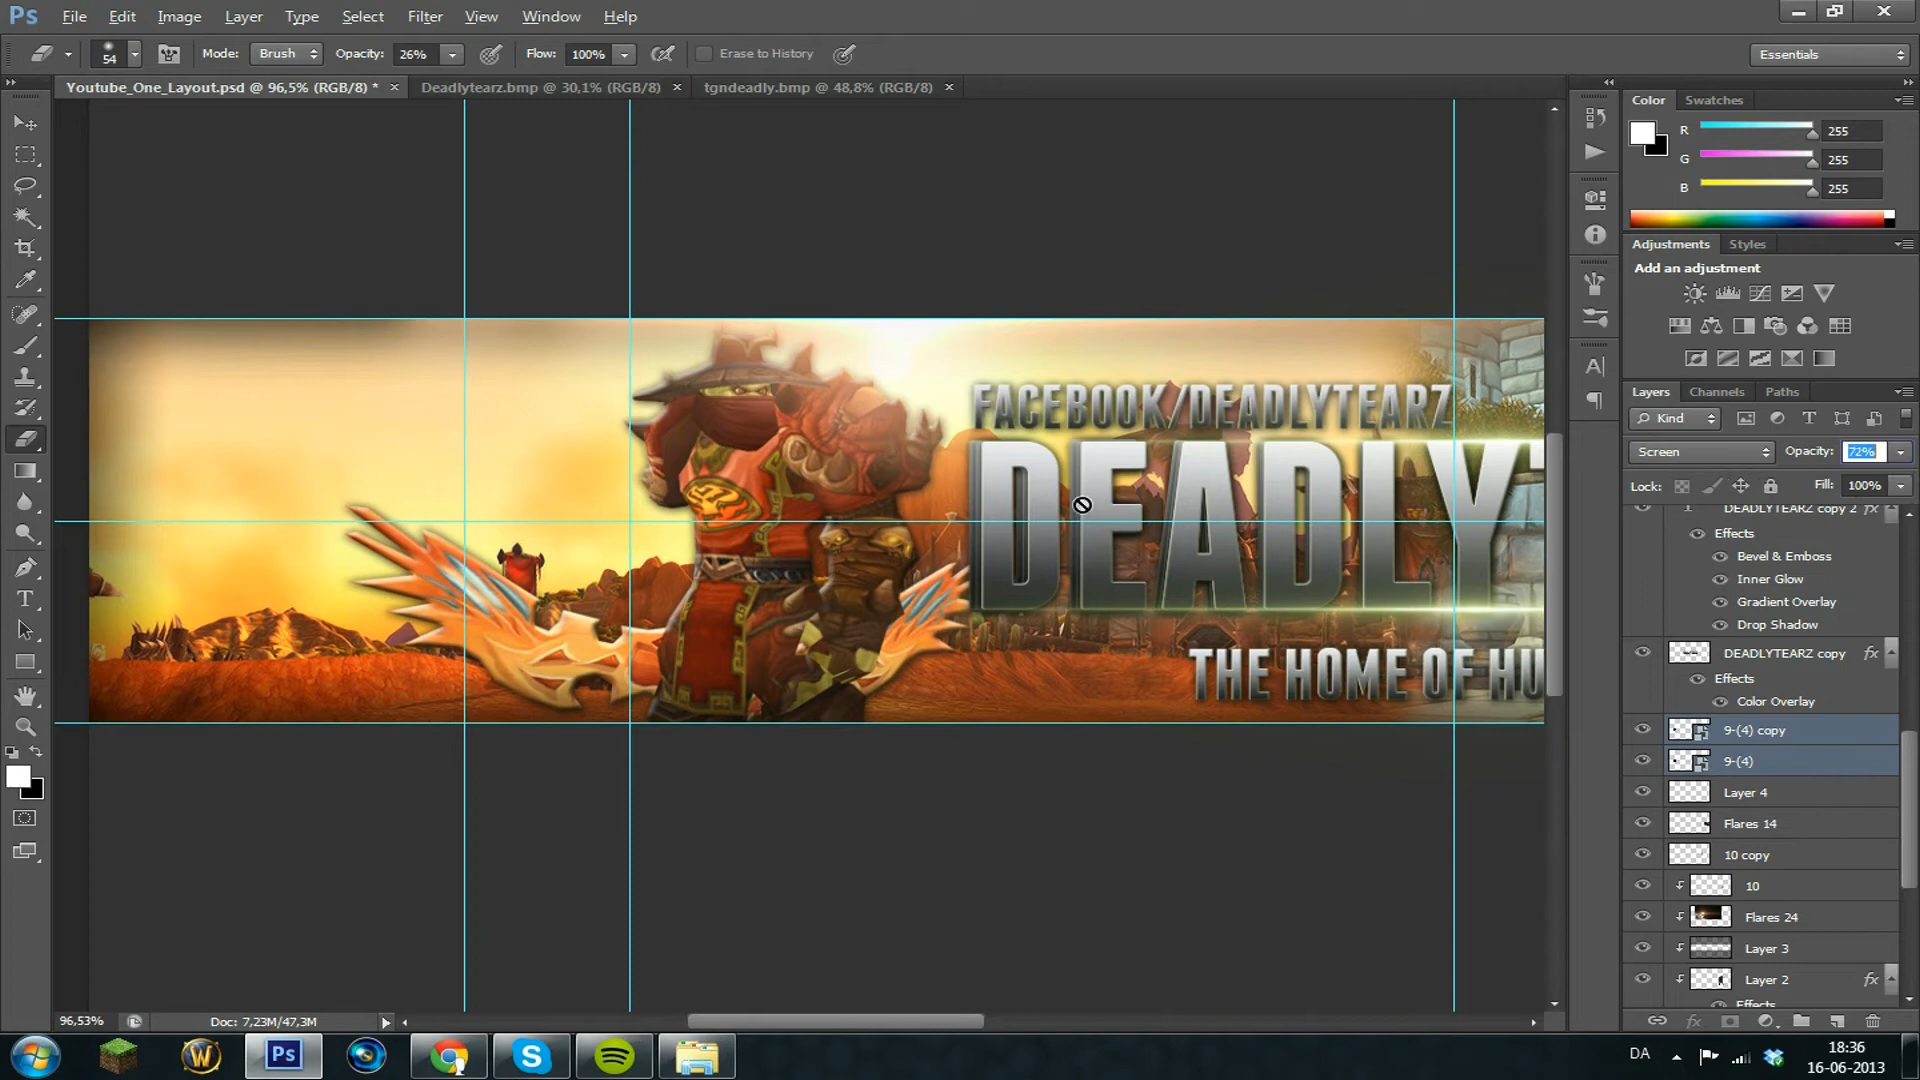 Ps File Edit Image Layer Type Select Filter View Window Help
54 Mode: Brush Opacity: 26% Flow: 100% Erase to History Essentials
Youtube_One_Layout.psd @ 96,5% (RGB/8) * × Deadlytearz.bmp @ 30,1% (RGB/8) × tgndeadly.bmp @ 48,8% (RGB/8) ×
Color Swatches
R 255
G 255
B 255
Adjustments Styles
Add an adjustment
Layers Channels Paths
Kind
Screen Opacity: 72%
Lock: Fill: 100%
DEADLYTEARZ copy 2 fx
Effects
Bevel & Emboss
Inner Glow
Gradient Overlay
Drop Shadow
DEADLYTEARZ copy fx
Effects
Color Overlay
9-(4) copy
9-(4)
Layer 4
Flares 14
10 copy
10
Flares 24
Layer 3
Layer 2 fx
Effects
FACEBOOK/DEADLYTEARZ
DEADLY
THE HOME OF HU
96,53% Doc: 7,23M/47,3M
Ps DA 18:36
16-06-2013